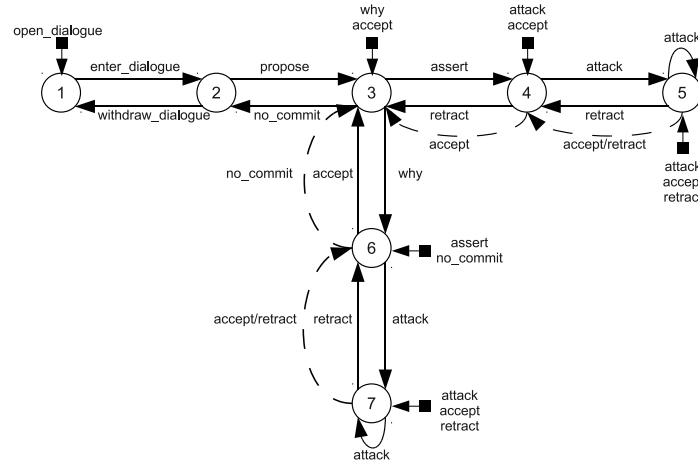 open_dialogue
why
accept
attack
accept
attack
enter_dialogue
propose
assert
attack
1
2
3
4
5
withdraw_dialogue
no_commit
retract
retract
accept
accept/retract
no_commit
accept
why
attack
accept
retract
6
assert
no_commit
accept/retract
retract
attack
7
attack
accept
retract
attack